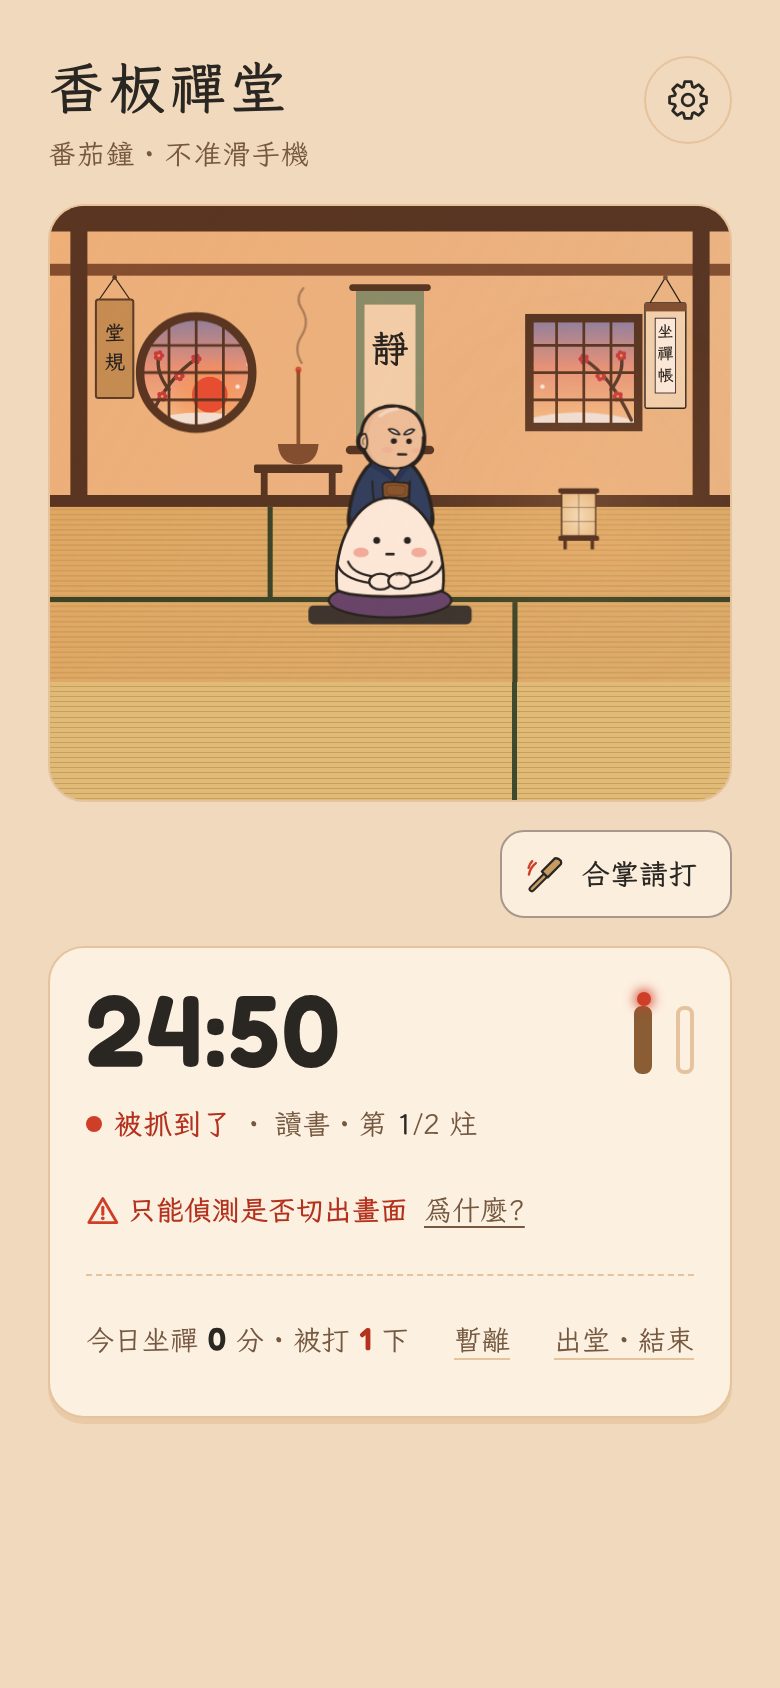 香板禪堂
番茄鐘・不准滑手機
堂規
靜
坐禪帳
合掌請打
24:50
被抓到了・讀書・第 1/2 炷
只能偵測是否切出畫面 為什麼?
今日坐禪 0 分・被打 1 下 暫離 出堂・結束